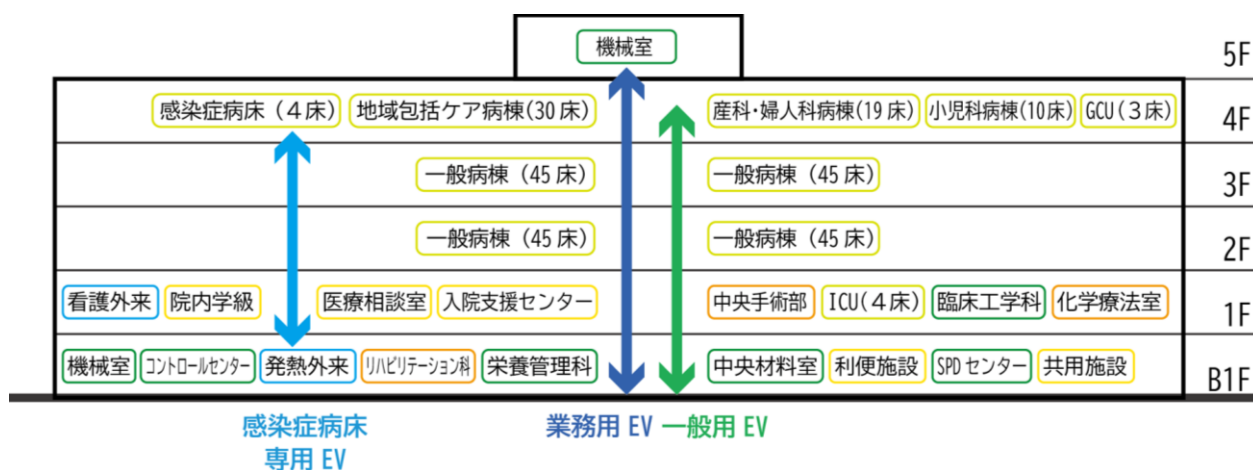 機械室
5F
感染症病床（4床） 地域包括ケア病棟(30床) 産科・婦人科病棟(19床) 小児科病棟(10床) GCU(3床)
4F
一般病棟（45床） 一般病棟（45床）
3F
一般病棟（45床） 一般病棟（45床）
2F
看護外来 院内学級 医療相談室 入院支援センター 中央手術部 ICU(4床) 臨床工学科 化学療法室
1F
機械室 コントロールセンター 発熱外来 リハビリテーション科 栄養管理科 中央材料室 利便施設 SPDセンター 共用施設
B1F
感染症病床
専用EV
業務用EV 一般用EV